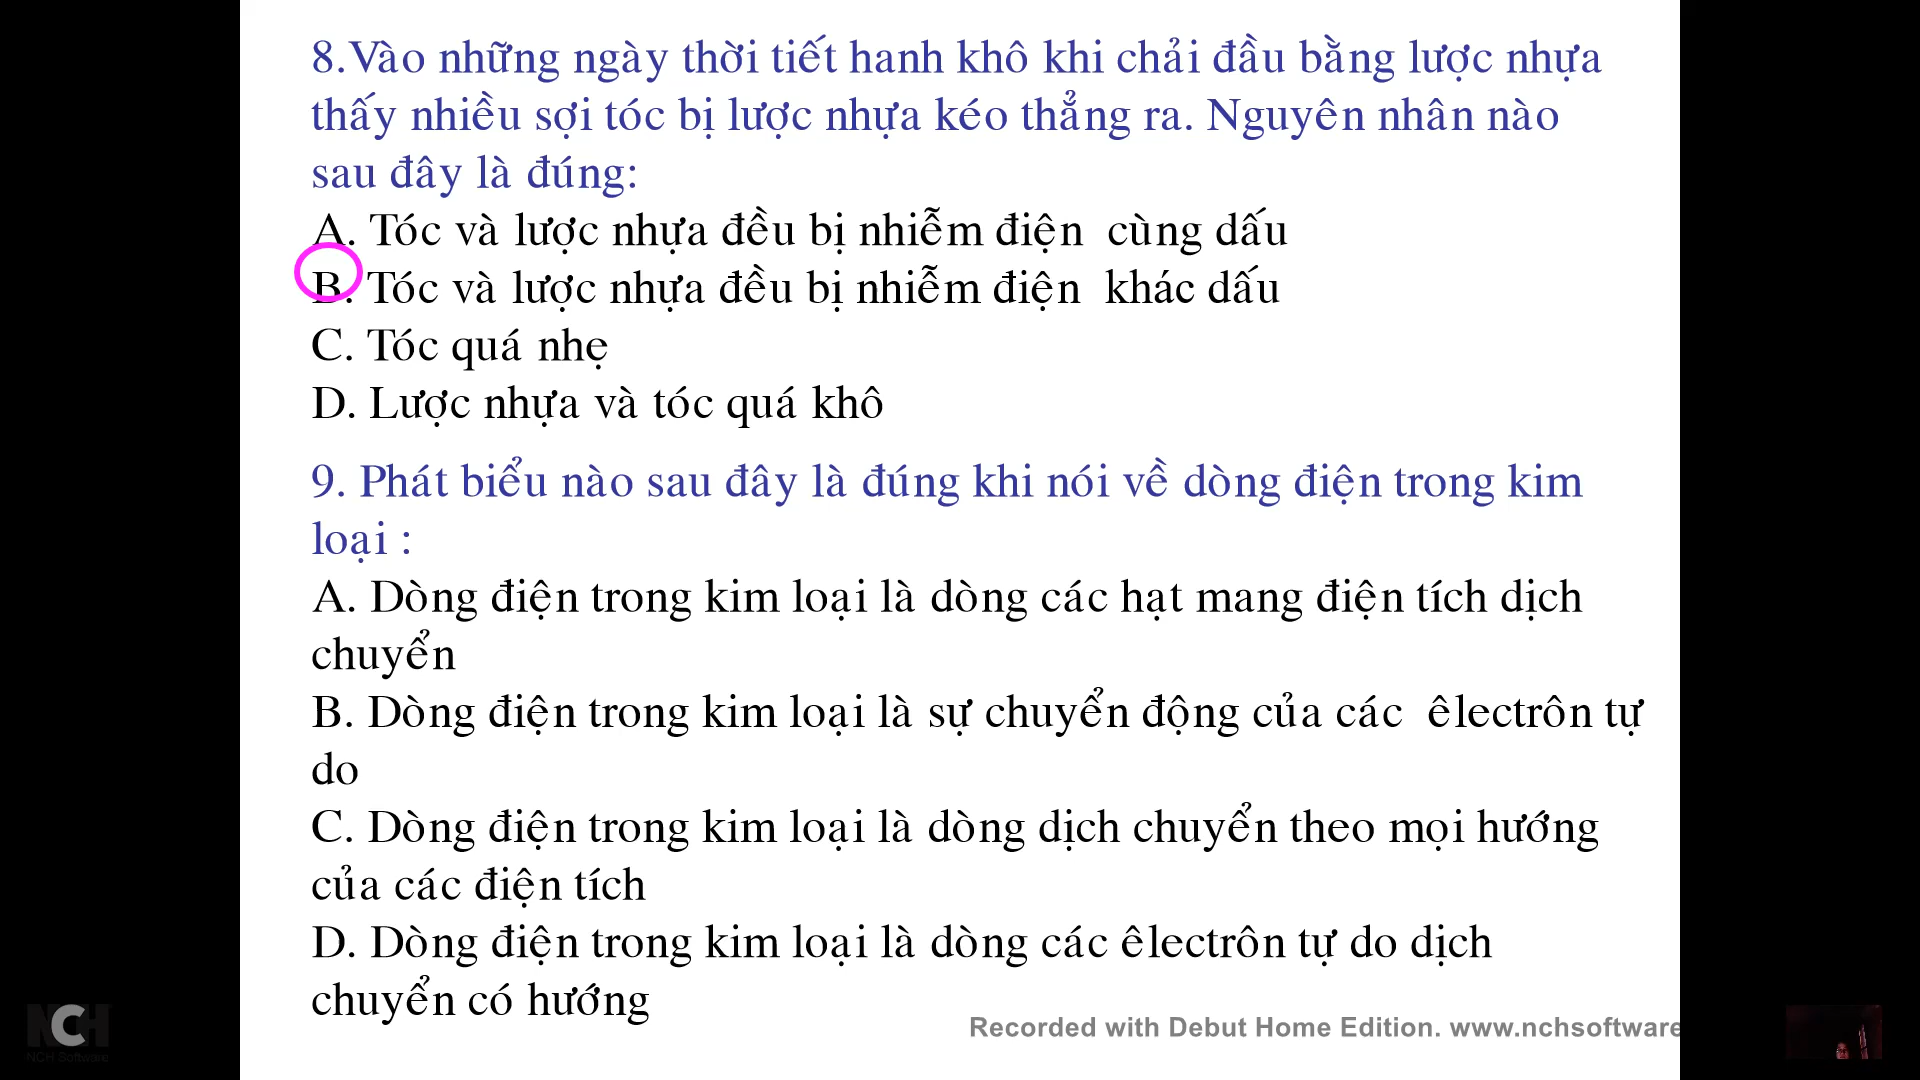 8.Vào những ngày thời tiết hanh khô khi chải đầu bằng lược nhựa
thấy nhiều sợi tóc bị lược nhựa kéo thẳng ra. Nguyên nhân nào
sau đây là đúng:
A. Tóc và lược nhựa đều bị nhiễm điện cùng dấu
B. Tóc và lược nhựa đều bị nhiễm điện khác dấu
C. Tóc quá nhẹ
D. Lược nhựa và tóc quá khô
9. Phát biểu nào sau đây là đúng khi nói về dòng điện trong kim
loại :
A. Dòng điện trong kim loại là dòng các hạt mang điện tích dịch
chuyển
B. Dòng điện trong kim loại là sự chuyển động của các êlectrôn tự
do
C. Dòng điện trong kim loại là dòng dịch chuyển theo mọi hướng
của các điện tích
D. Dòng điện trong kim loại là dòng các êlectrôn tự do dịch
chuyển có hướng
Recorded with Debut Home Edition. www.nchsoftware
NCH
NCH Software